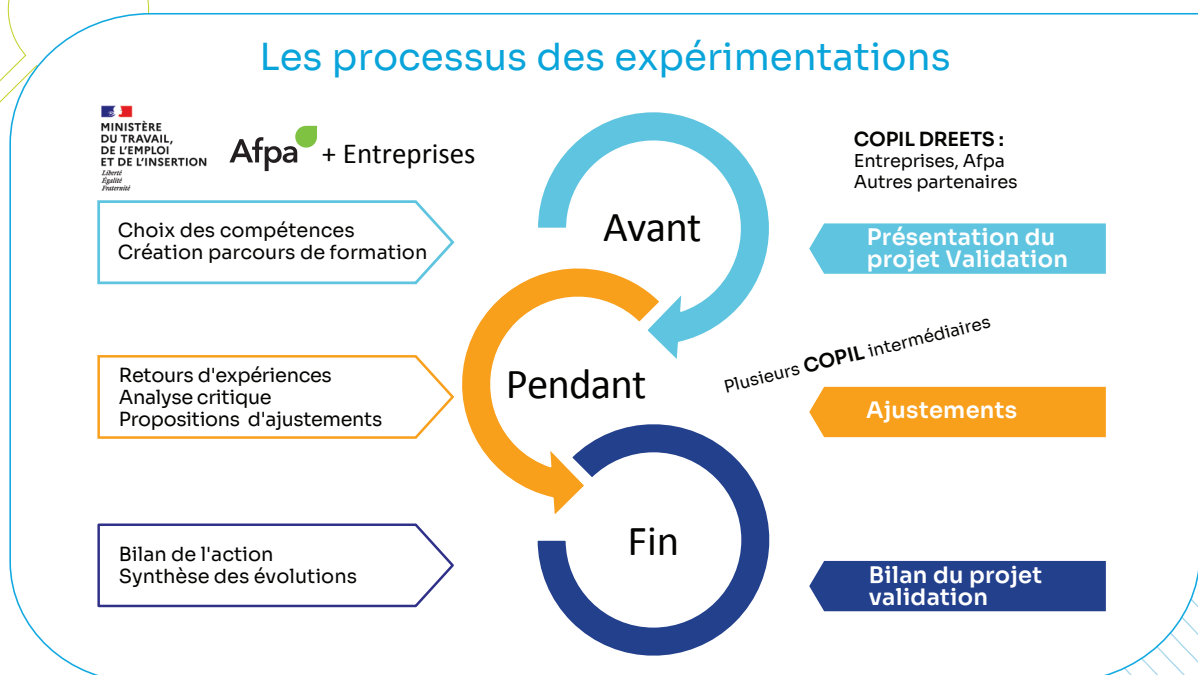 Les processus des expérimentations
MINISTÈRE
DU TRAVAIL,
DE L'EMPLOI
ET DE L'INSERTION
Liberté
Égalité
Fraternité
Afpa + Entreprises
COPIL DREETS :
Entreprises, Afpa
Autres partenaires
Choix des compétences
Création parcours de formation
Avant
Présentation du
projet Validation
Plusieurs COPIL intermédiaires
Retours d'expériences
Analyse critique
Propositions  d'ajustements
Pendant
Ajustements
Bilan de l'action
Synthèse des évolutions
Fin
Bilan du projet
validation